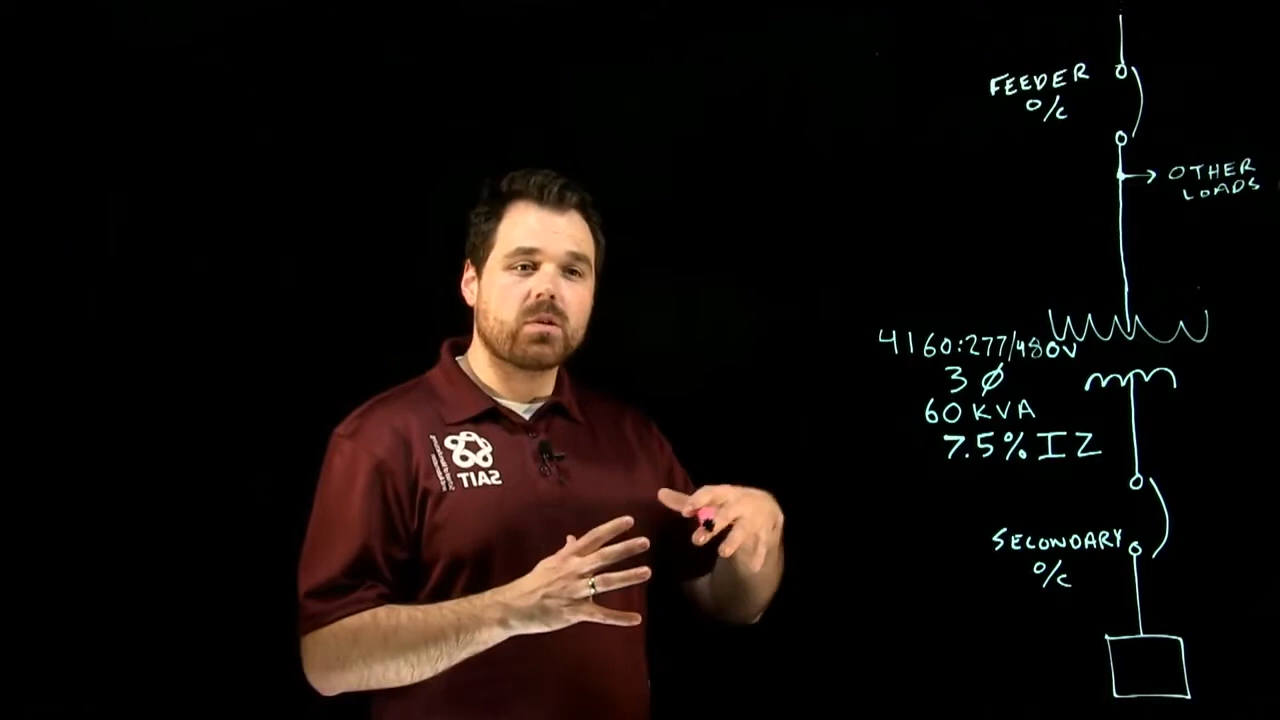 FEEDER
O/C
OTHER
LOADS
4160:277/480V
3 Ø
60 KVA
7.5% IZ
SECONDARY
O/C
SAIT